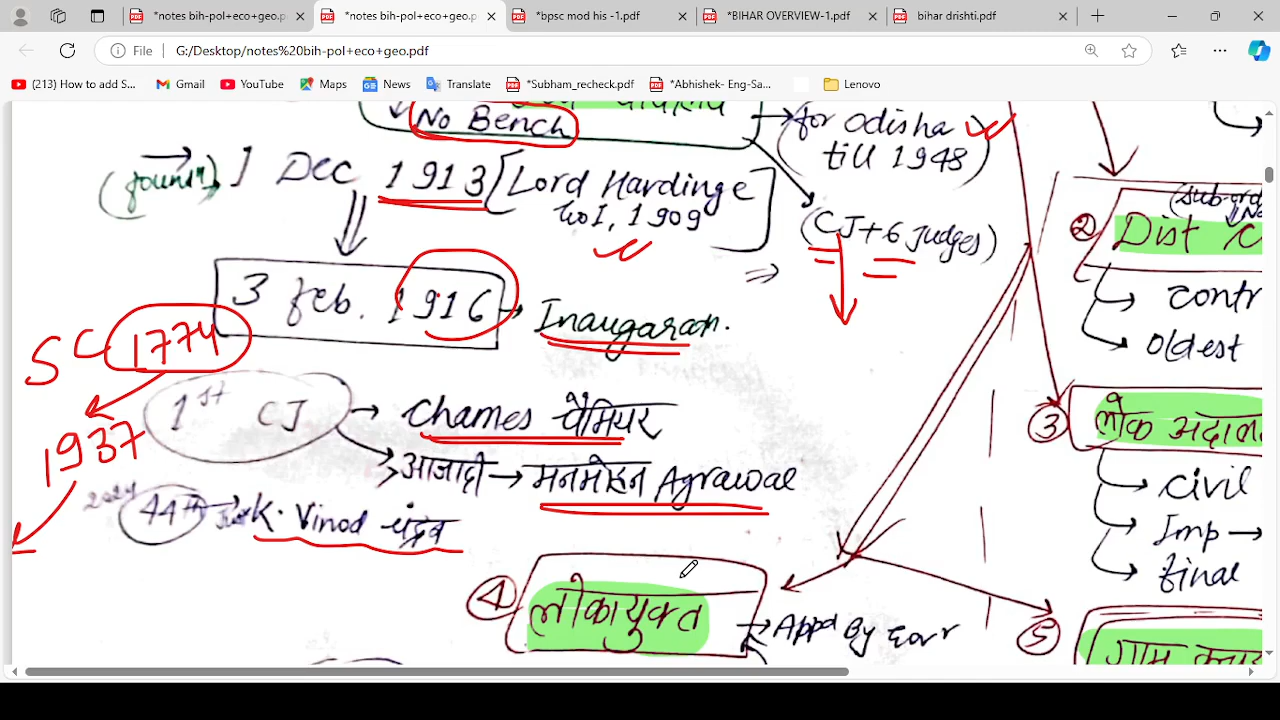 *notes bih-pol+eco+geo.p
*notes bih-pol+eco+geo.p
*bpsc mod his -1.pdf
*BIHAR OVERVIEW-1.pdf
bihar drishti.pdf
File
G:/Desktop/notes%20bih-pol+eco+geo.pdf
(213) How to add S...
Gmail
YouTube
Maps
News
Translate
*Subham_recheck.pdf
*Abhishek- Eng-Sa...
Lenovo
No Bench
for Odisha
till 1948
1 Dec 1913 [Lord Hardinge
1909
(CJ+6 Judges)
3 feb. 1916 → Inauguratn.
SC 1774
1937
1st CJ → Chames चैमियर
→ आजादी → मनमोहन Agrawal
2024
44th → K. Vinod चंद्रन
④ लोकायुक्त
→ Appd By Govr
② Dist C
contr
oldest
③ लोक अदाल
civil
Imp →
final
⑤